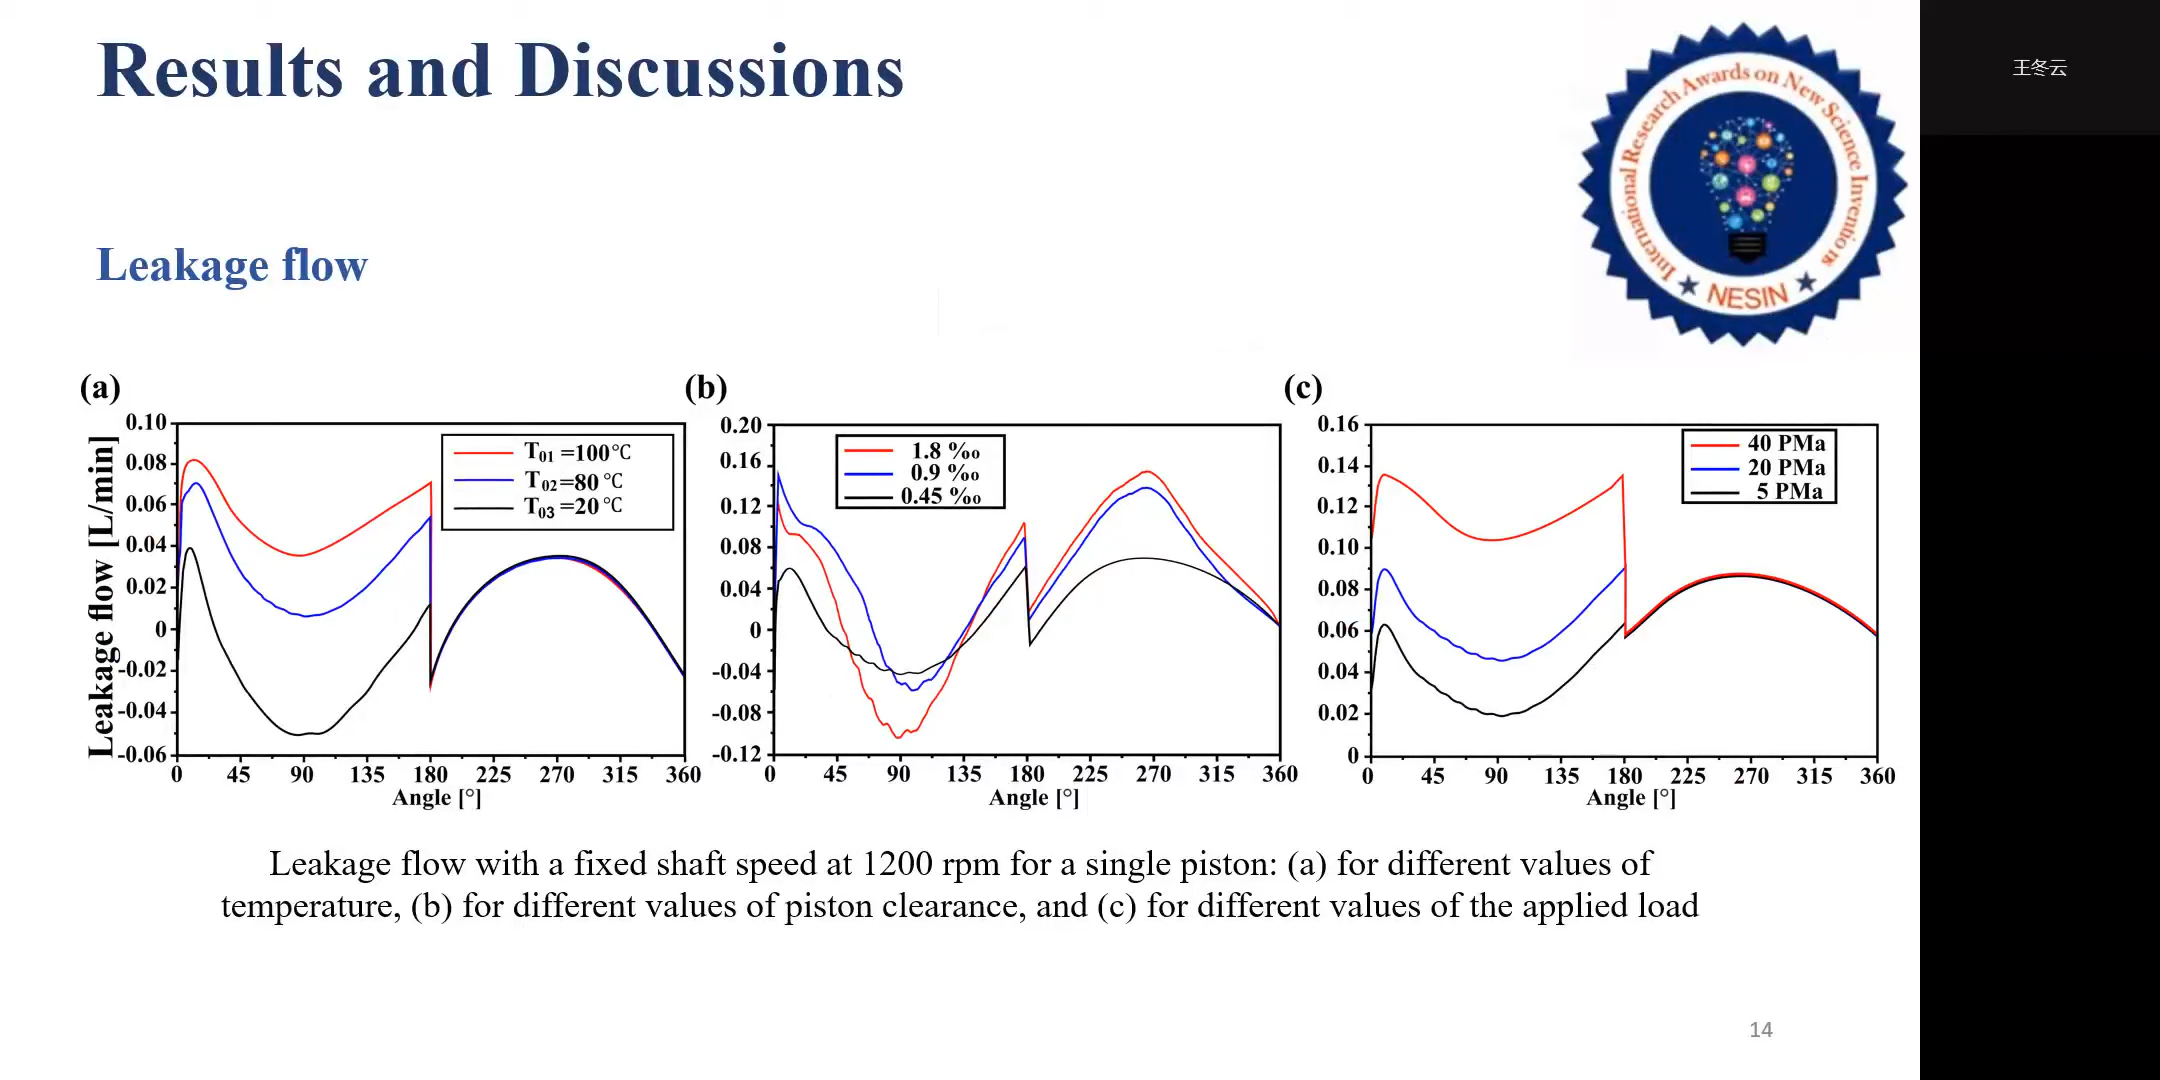 Results and Discussions
王冬云
International Research Awards on New Science Inventions
NESIN
Leakage flow
(a)
(b)
(c)
Leakage flow [L/min]
0.10
0.08
0.06
0.04
0.02
0
-0.02
-0.04
-0.06
T01 =100℃
T02=80 ℃
T03=20 ℃
0 45 90 135 180 225 270 315 360
Angle [°]
0.20
0.16
0.12
0.08
0.04
0
-0.04
-0.08
-0.12
1.8 ‰
0.9 ‰
0.45 ‰
0 45 90 135 180 225 270 315 360
Angle [°]
0.16
0.14
0.12
0.10
0.08
0.06
0.04
0.02
0
40 PMa
20 PMa
5 PMa
0 45 90 135 180 225 270 315 360
Angle [°]
Leakage flow with a fixed shaft speed at 1200 rpm for a single piston: (a) for different values of
temperature, (b) for different values of piston clearance, and (c) for different values of the applied load
14